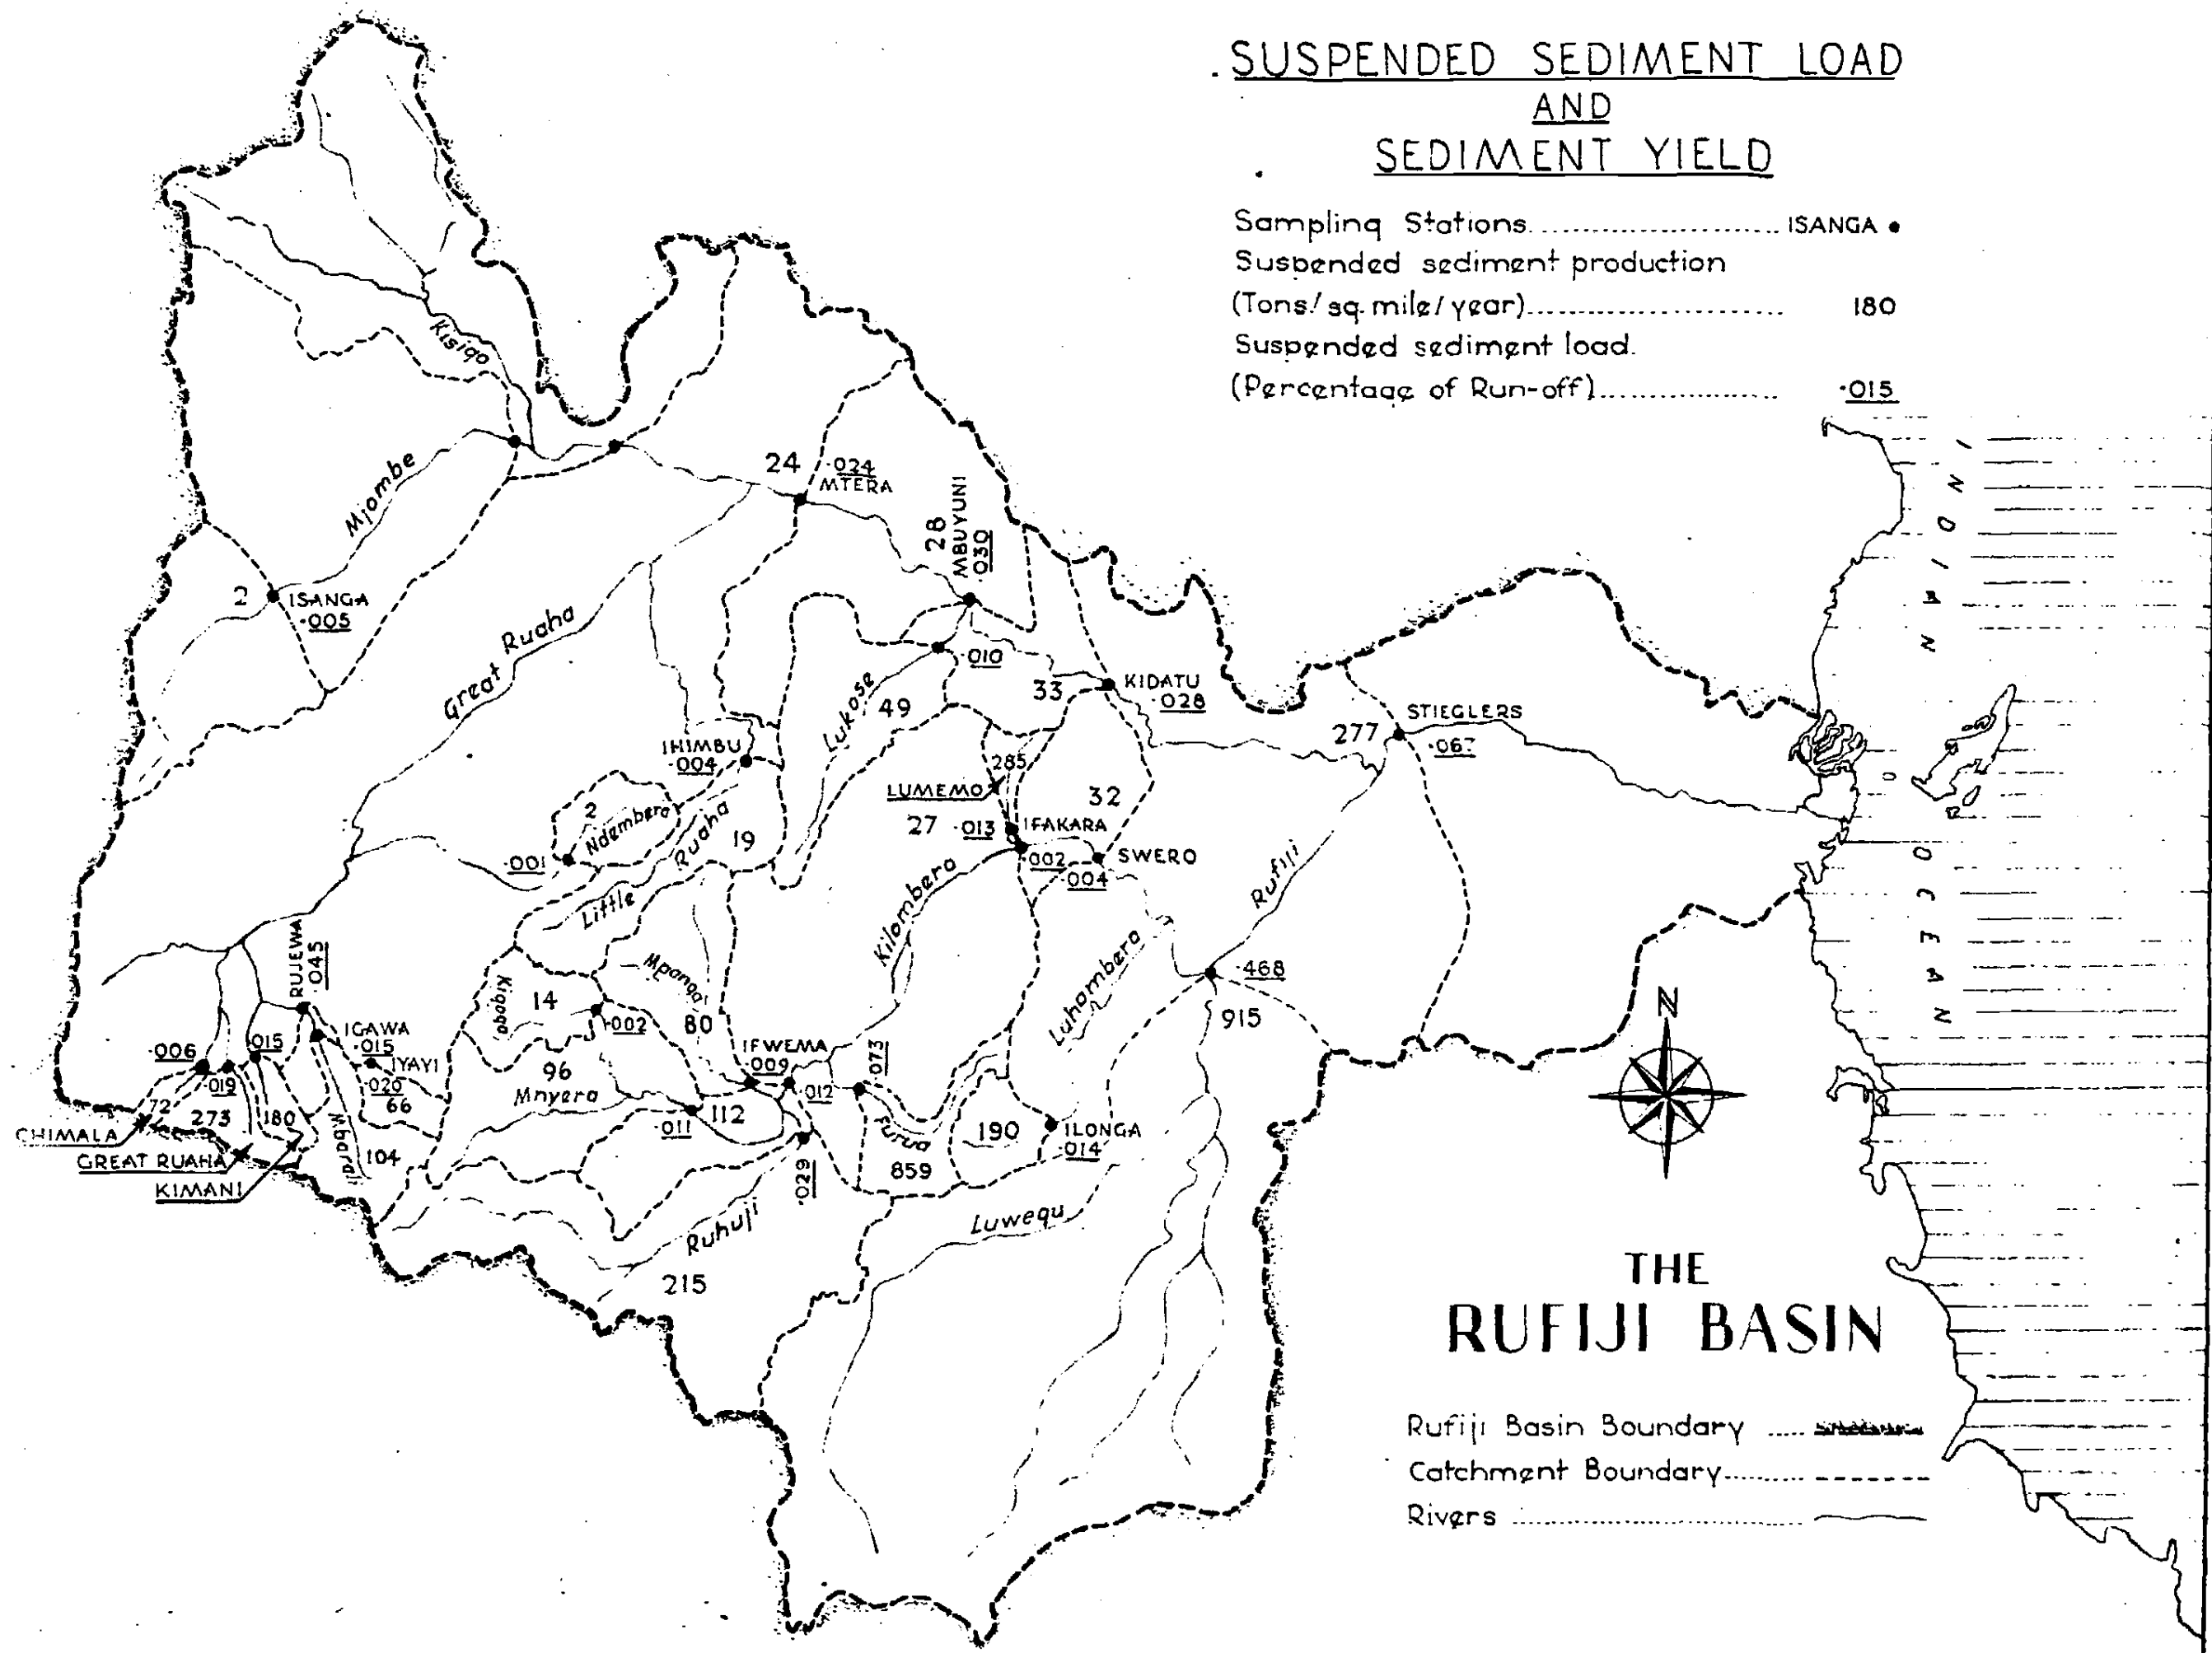 SUSPENDED SEDIMENT LOAD
AND
SEDIMENT YIELD
Sampling Stations........................ ISANGA •
Suspended sediment production
(Tons/sq. mile/year)........................ 180
Suspended sediment load.
(Percentage of Run-off).................. ·015
Kisigo
Mjombe
24
·024
MTERA
28
MBUYUNI
·030
2
ISANGA
·005
Great Ruaha
·010
Lukose
49
33
KIDATU
·028
277
STIEGLERS
·067
IHIMBU
·004
285
LUMEMO
32
2
Ndembera
·001
Little Ruaha
19
27
·013
IFAKARA
·002
SWERO
·004
Kilombero
Rufiji
Luhombero
·468
915
RUJEWA
·045
Kigogo
14
·002
Mpanga
80
IGAWA
·015
IYAYI
·020
66
·006
·019
·015
72
273
180
Mbarali
104
CHIMALA
GREAT RUAHA
KIMANI
96
Mnyera
·011
112
IFWEMA
·009
·012
·073
Furua
859
190
ILONGA
·014
·029
Ruhuji
215
Luwegu
INDIAN OCEAN
N
THE
RUFIJI BASIN
Rufiji Basin Boundary .....
Catchment Boundary..........
Rivers ..............................